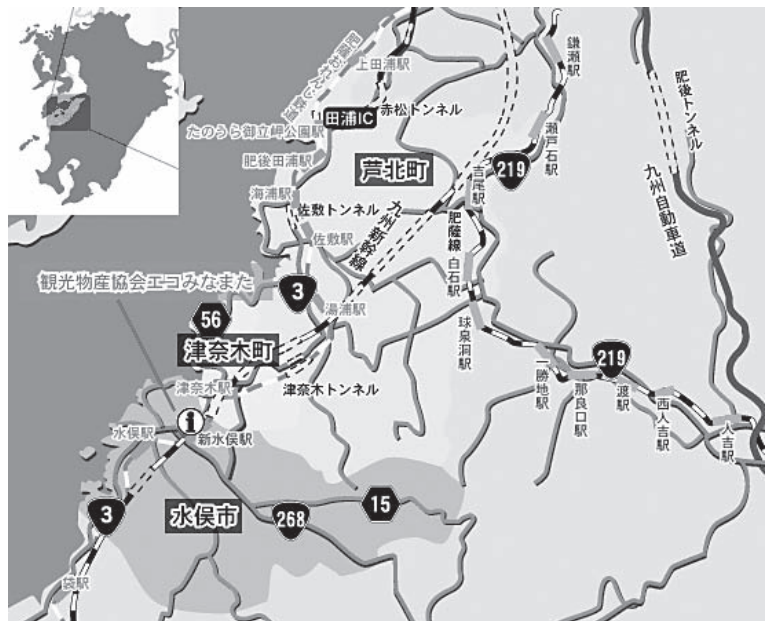 肥薩おれんじ鉄道
上田浦駅
鎌瀬駅
肥後トンネル
田浦IC
赤松トンネル
たのうら御立岬公園駅
瀬戸石駅
肥後田浦駅
芦北町
吉尾駅
219
九州自動車道
海浦駅
佐敷トンネル
九州新幹線
肥薩線
佐敷駅
白石駅
観光物産協会エコみなまた
3
湯浦駅
56
球泉洞駅
津奈木町
219
一勝地駅
那良口駅
渡駅
西人吉駅
人吉駅
津奈木駅
津奈木トンネル
i
水俣駅
新水俣駅
3
水俣市
15
268
袋駅